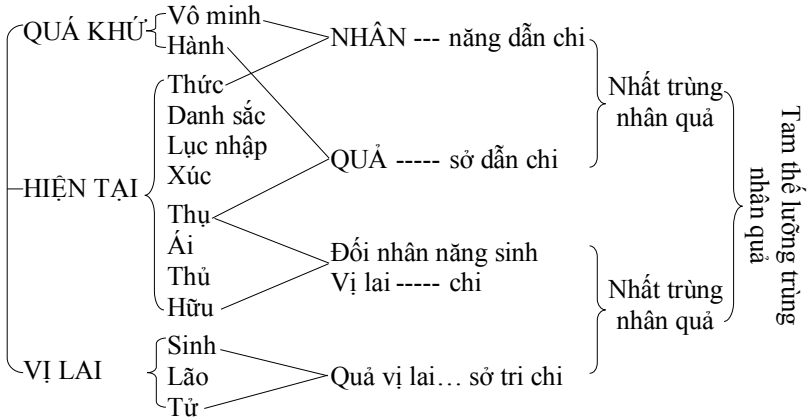 QUÁ KHỨ
Vô minh
Hành
HIỆN TẠI
Thức
Danh sắc
Lục nhập
Xúc
Thụ
Ái
Thủ
Hữu
VỊ LAI
Sinh
Lão
Tử
NHÂN --- năng dẫn chi
QUẢ ----- sở dẫn chi
Đối nhân năng sinh
Vị lai ----- chi
Quả vị lai… sở tri chi
Nhất trùng
nhân quả
Nhất trùng
nhân quả
Tam thế lưỡng trùng
nhân quả